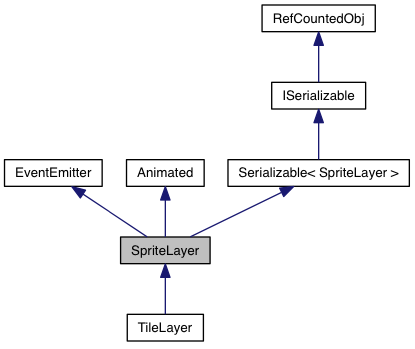 RefCountedObj
ISerializable
EventEmitter
Animated
Serializable< SpriteLayer >
SpriteLayer
TileLayer